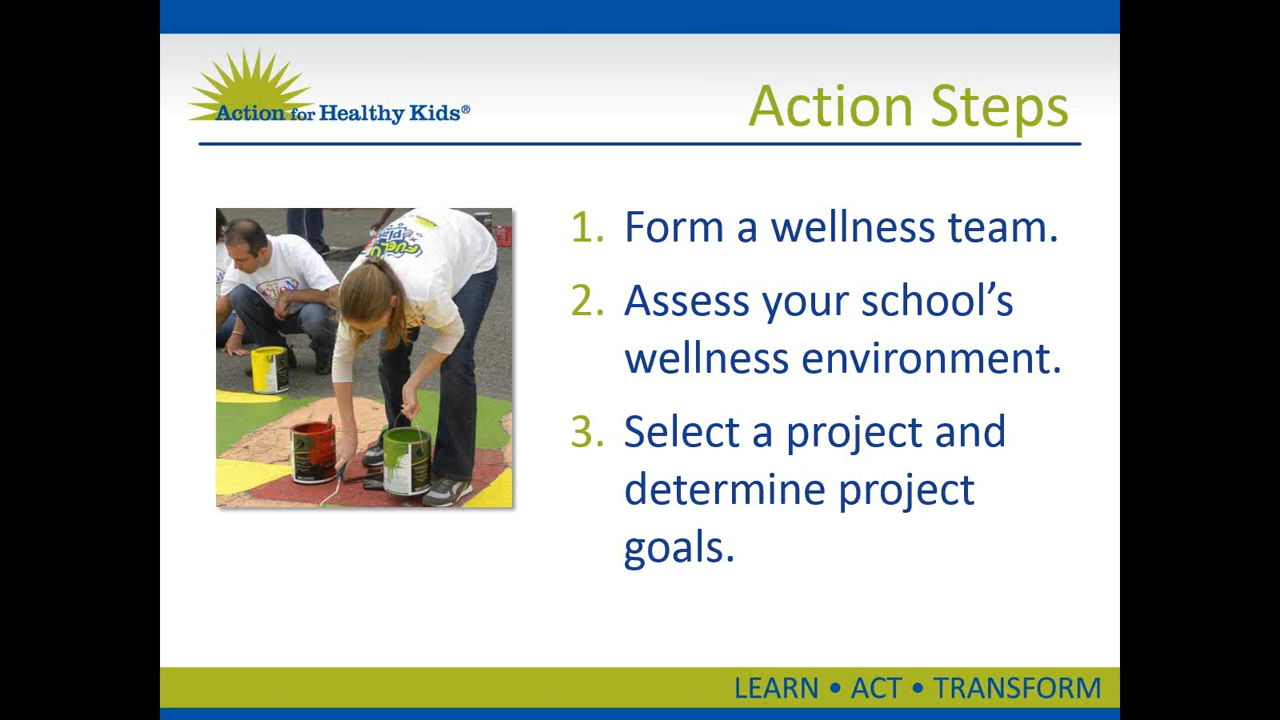 Action for Healthy Kids®
Action Steps
1. Form a wellness team.
2. Assess your school’s
wellness environment.
3. Select a project and
determine project
goals.
LEARN • ACT • TRANSFORM